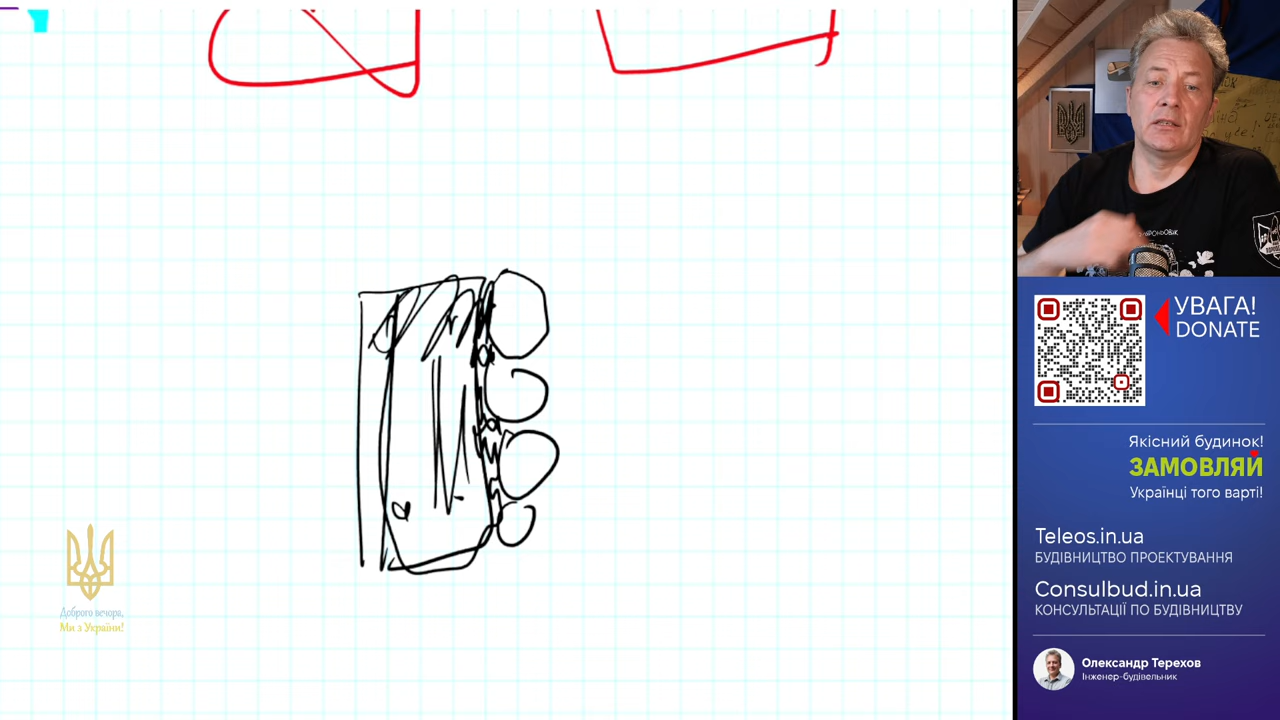 УВАГА!
DONATE
Якісний будинок!
ЗАМОВЛЯЙ
Українці того варті!
Teleos.in.ua
БУДІВНИЦТВО ПРОЕКТУВАННЯ
Consulbud.in.ua
КОНСУЛЬТАЦІЇ ПО БУДІВНИЦТВУ
Олександр Терехов
Інженер-будівельник
Доброго вечора,
Ми з України!